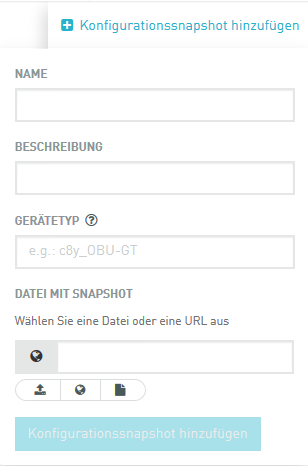 Konfigurationssnapshot hinzufügen
NAME
BESCHREIBUNG
GERÄTETYP
e.g.: c8y_OBU-GT
DATEI MIT SNAPSHOT
Wählen Sie eine Datei oder eine URL aus
Konfigurationssnapshot hinzufügen